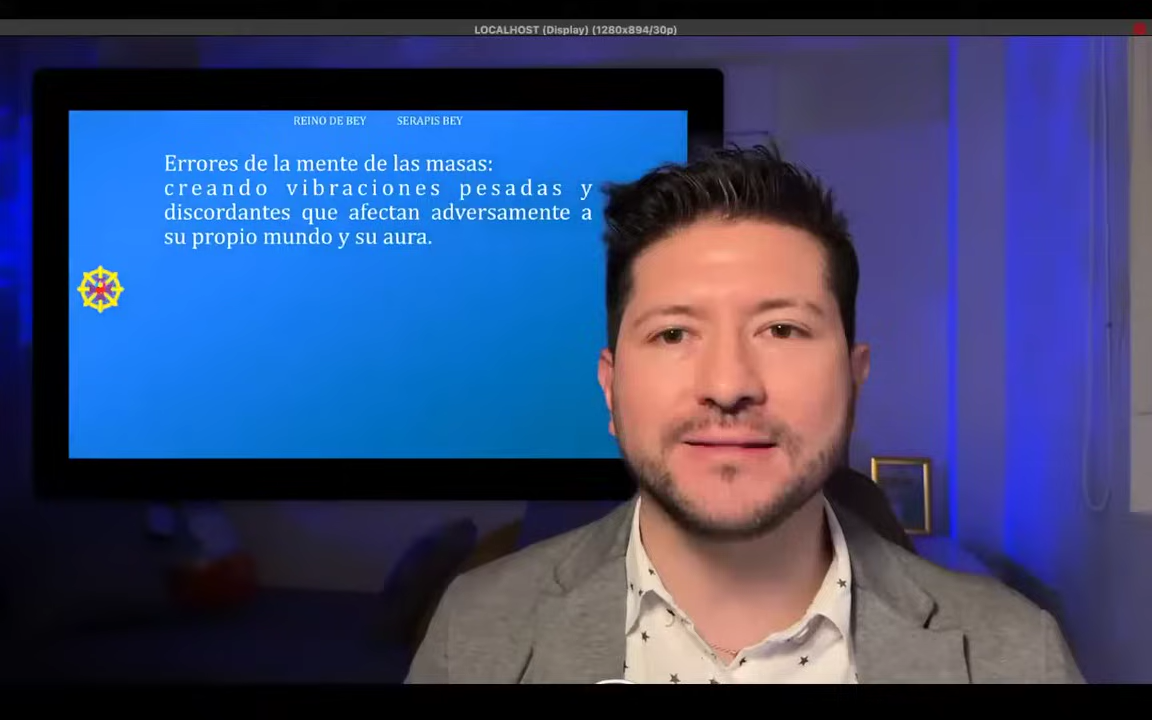 LOCALHOST (Display) (1280x894/30p)
REINO DE BEY SERAPIS BEY
Errores de la mente de las masas:
creando vibraciones pesadas y
discordantes que afectan adversamente a
su propio mundo y su aura.